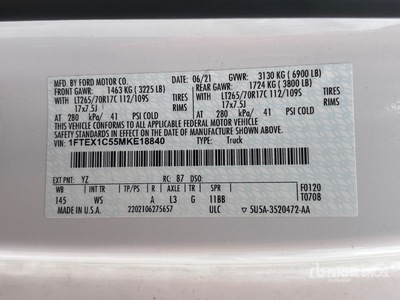 MFD. BY FORD MOTOR CO.
DATE: 06/21 GVWR: 3130 KG ( 6900 LB)
FRONT GAWR: 1463 KG ( 3225 LB) REAR GAWR: 1724 KG ( 3800 LB)
WITH LT265/70R17C 112/109S TIRES WITH LT265/70R17C 112/109S TIRES
17x7.5J RIMS 17x7.5J RIMS
AT 280 kPa/ 41 PSI COLD AT 280 kPa/ 41 PSI COLD
THIS VEHICLE CONFORMS TO ALL APPLICABLE FEDERAL MOTOR VEHICLE
SAFETY STANDARDS IN EFFECT ON THE DATE OF MANUFACTURE SHOWN ABOVE.
VIN: 1FTEX1C55MKE18840 TYPE: Truck
EXT PNT: YZ RC: 87 DSO: F0120
WB INT TR TP/PS R AXLE TR SPR T0708
145 WS A L3 G 11BB
MADE IN U.S.A. 2202106275657 UC ▽ 5U5A-3520472-AA
rb